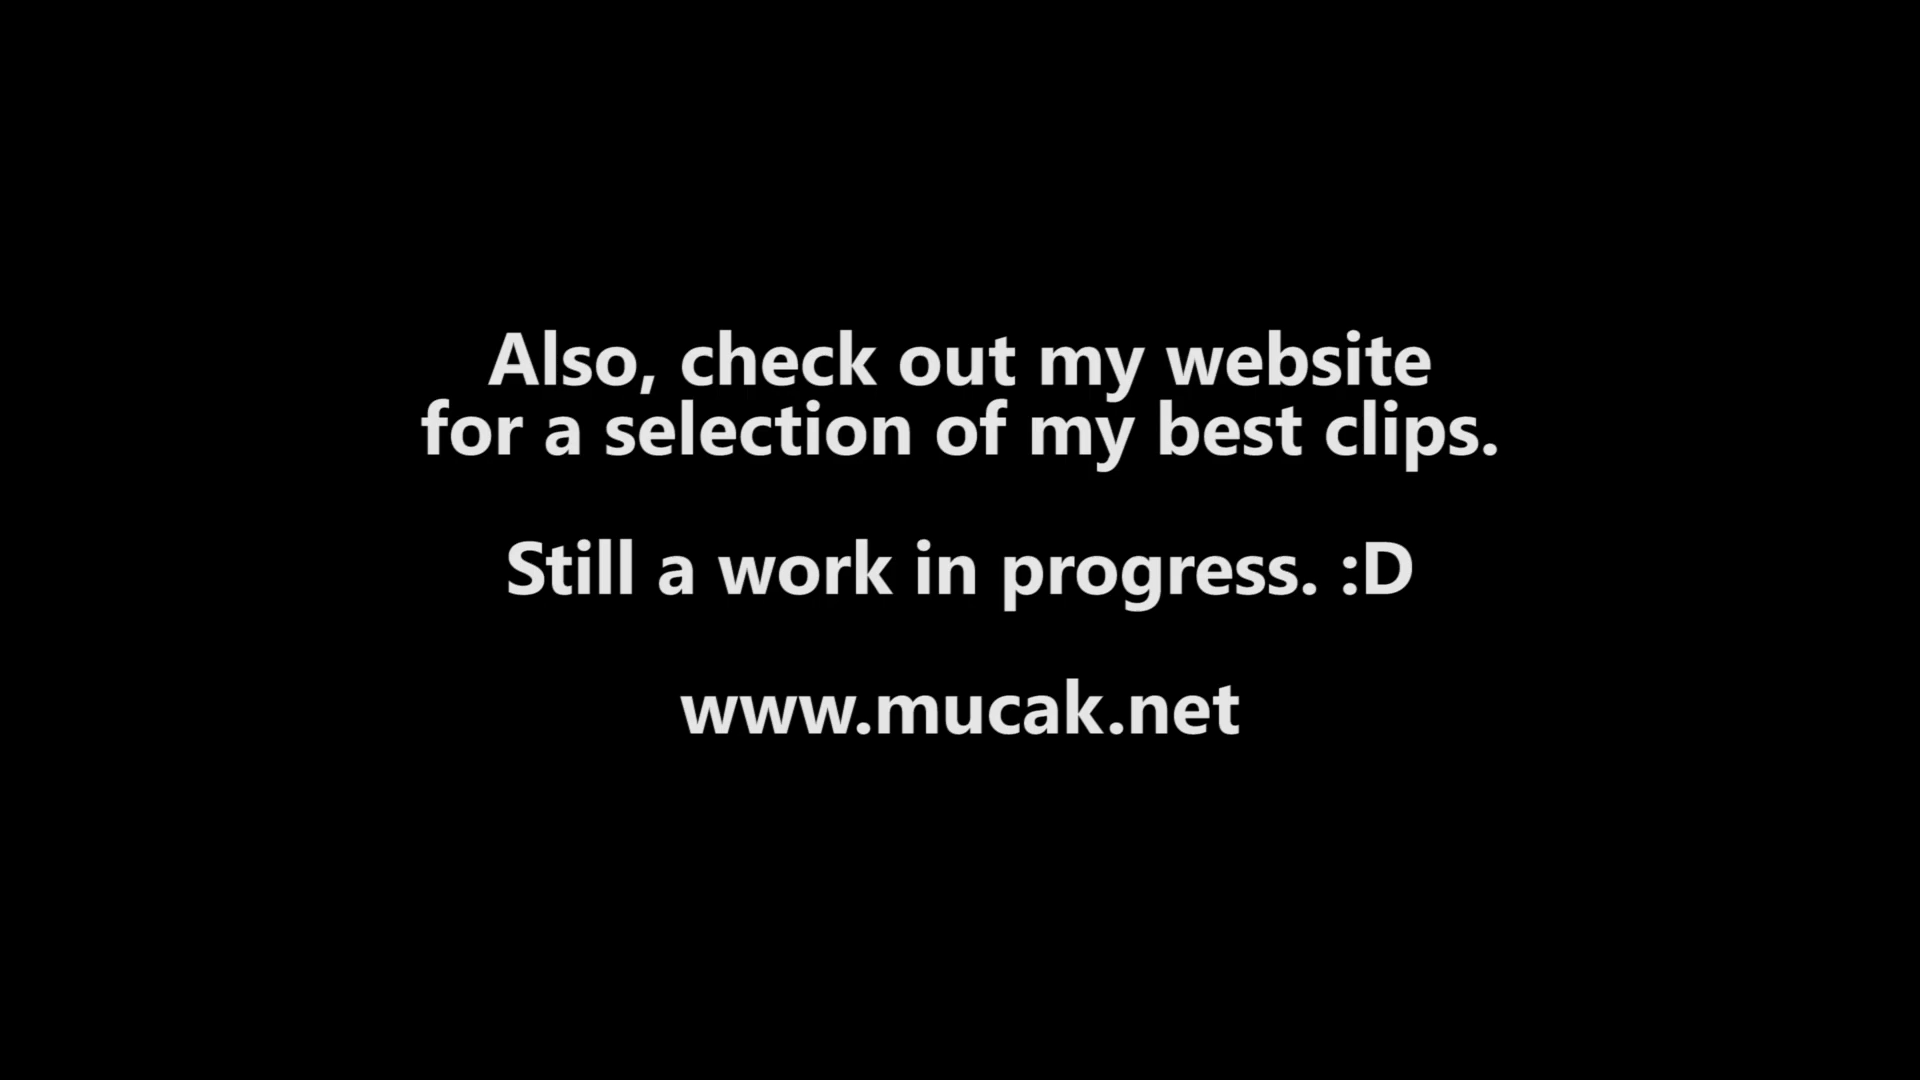 Also, check out my website
for a selection of my best clips.
Still a work in progress. :D
www.mucak.net